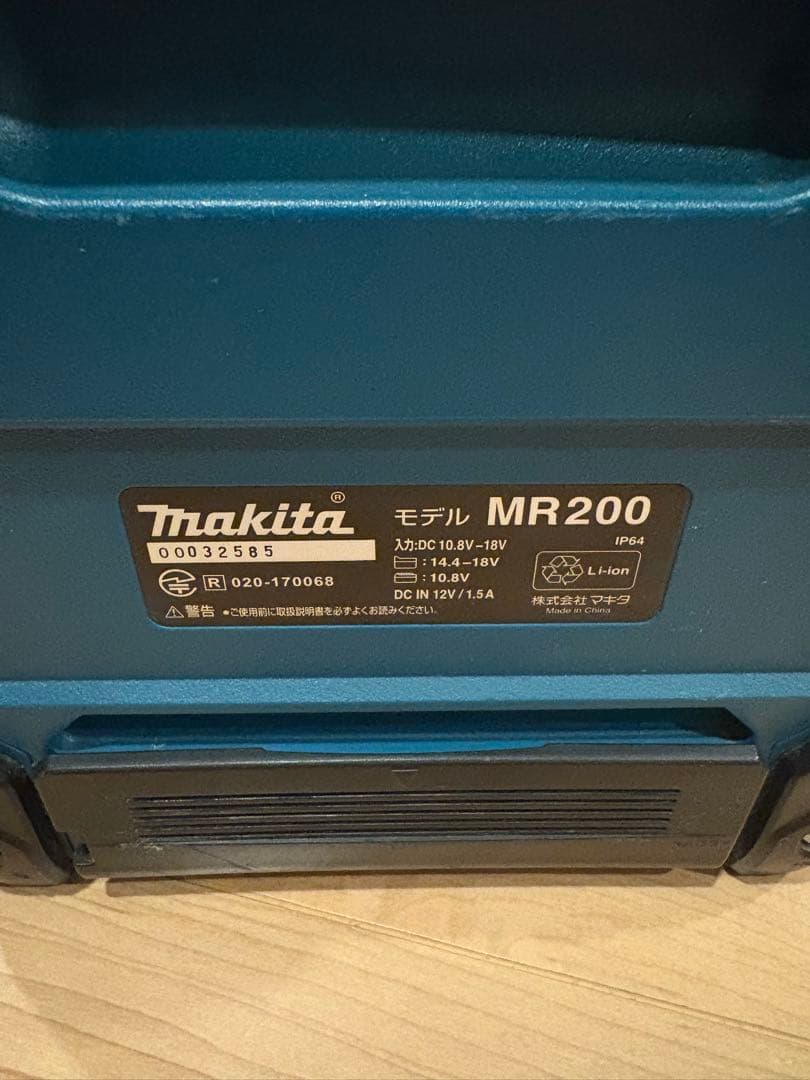 makita®
00032585
R 020-170068
⚠警告 ●ご使用前に取扱説明書を必ずよくお読みください。
モデル MR200
IP64
入力:DC 10.8V-18V
:14.4-18V
:10.8V
DC IN 12V/1.5A
Li-ion
株式会社 マキタ
Made in China